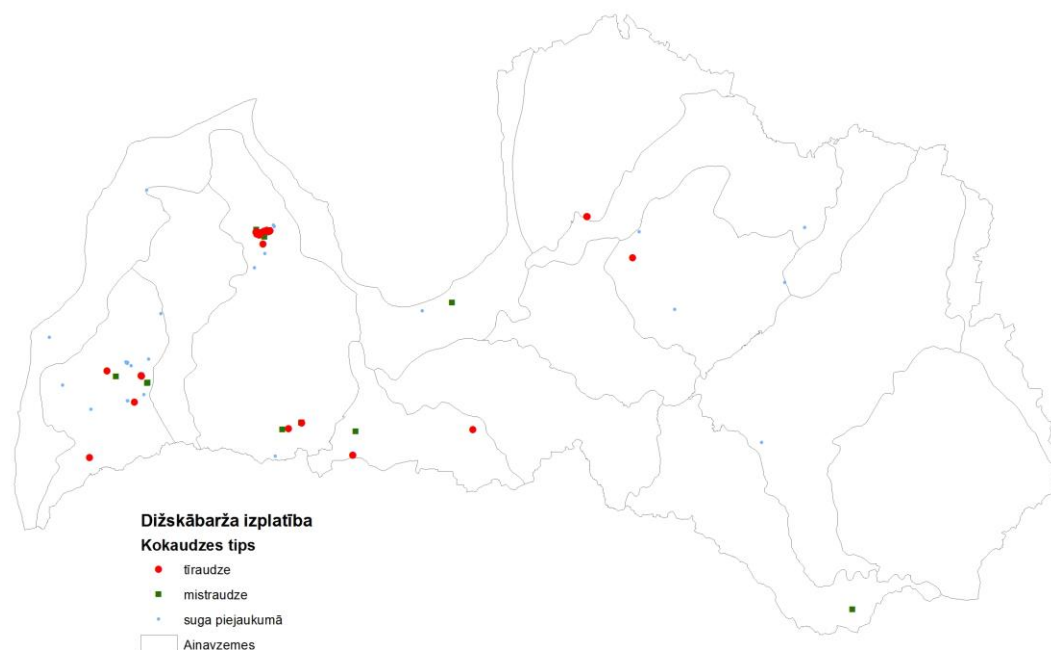 Dižskābarža izplatība
Kokaudzes tips
tīraudze
mistraudze
suga piejaukumā
Ainavzemes